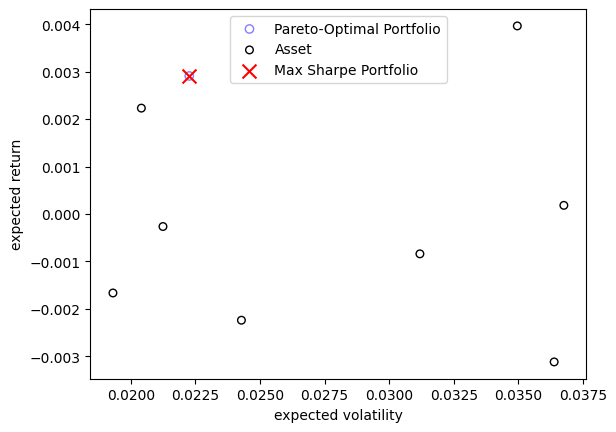 0.004
0.003
0.002
0.001
0.000
−0.001
−0.002
−0.003
expected return
Pareto-Optimal Portfolio
Asset
Max Sharpe Portfolio
0.0200 0.0225 0.0250 0.0275 0.0300 0.0325 0.0350 0.0375
expected volatility